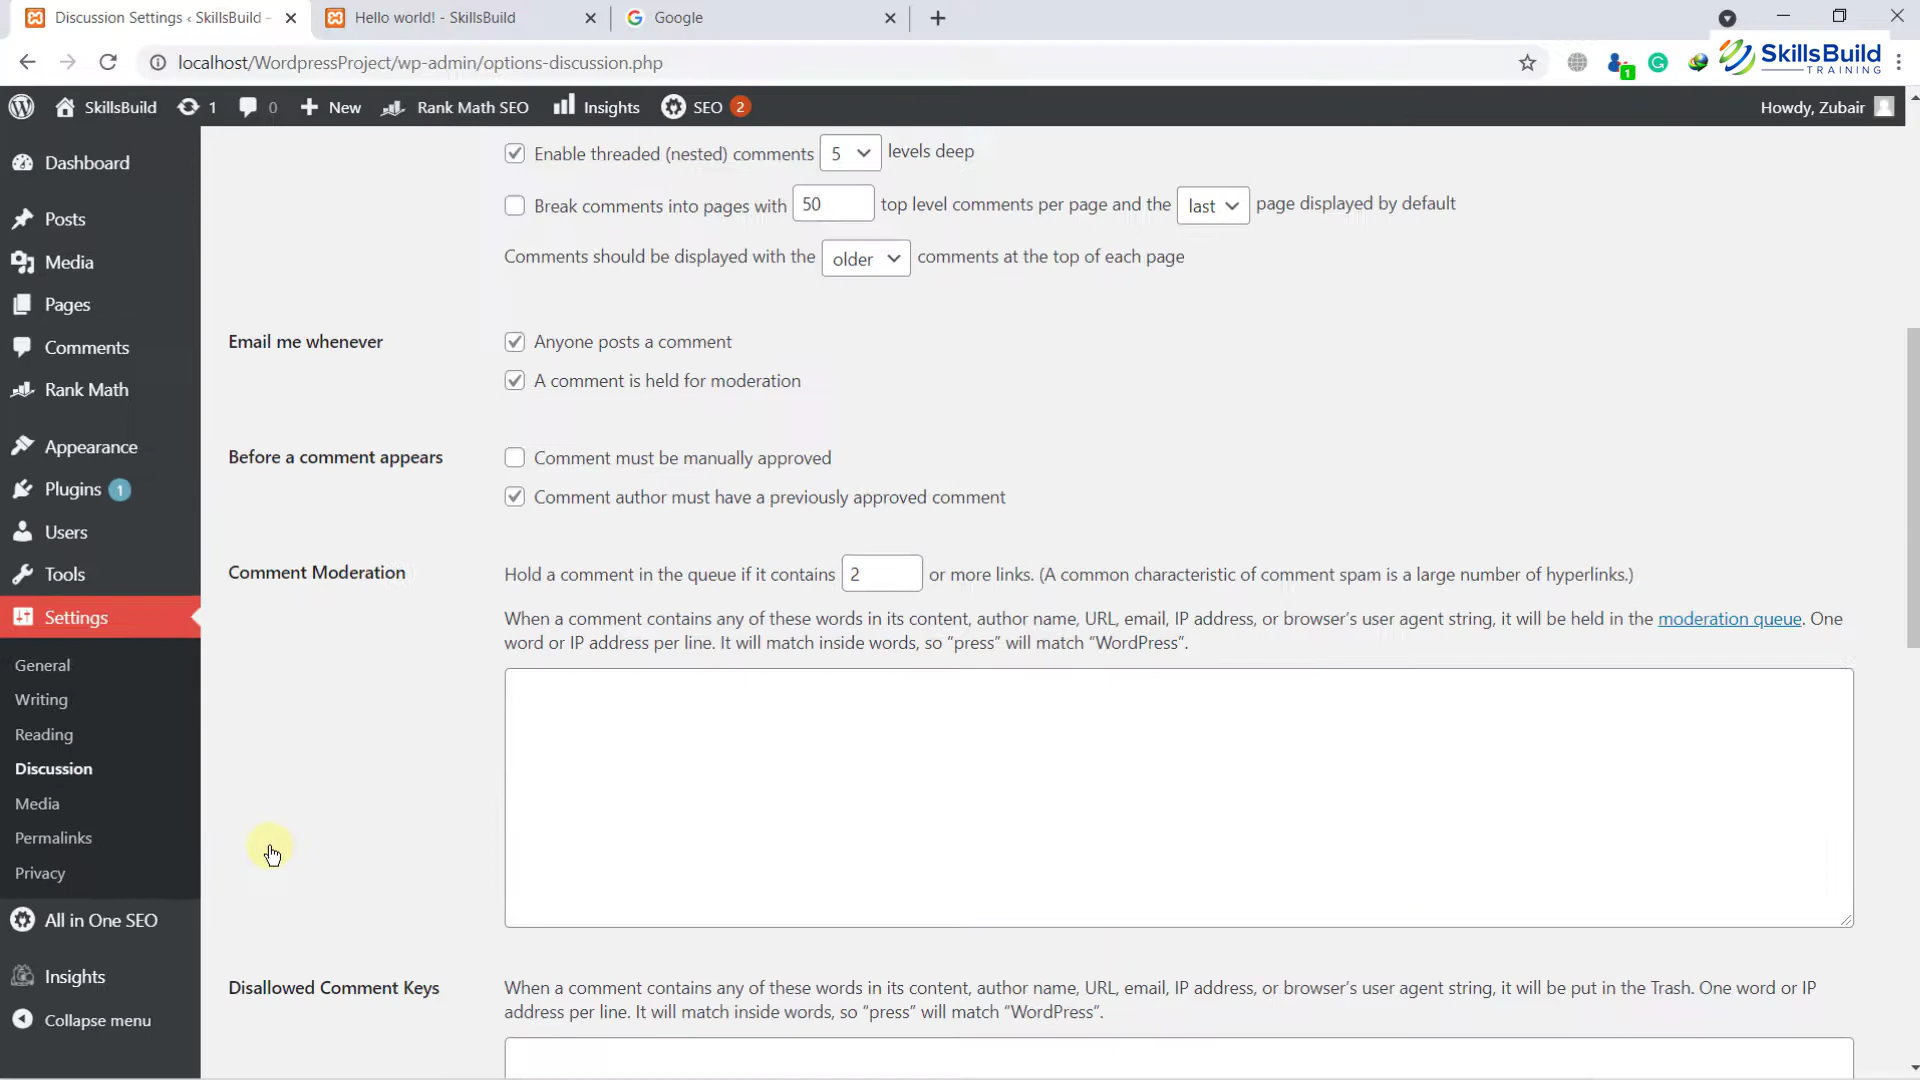 Discussion Settings ‹ SkillsBuild -
Hello world! - SkillsBuild
Google
localhost/WordpressProject/wp-admin/options-discussion.php
1
SkillsBuild
TRAINING
SkillsBuild
1
0
New
Rank Math SEO
Insights
SEO
2
Howdy, Zubair
Dashboard
Posts
Media
Pages
Comments
Rank Math
Appearance
Plugins
1
Users
Tools
Settings
General
Writing
Reading
Discussion
Media
Permalinks
Privacy
All in One SEO
Insights
Collapse menu
Enable threaded (nested) comments 5 levels deep
Break comments into pages with 50 top level comments per page and the last page displayed by default
Comments should be displayed with the older comments at the top of each page
Email me whenever
Anyone posts a comment
A comment is held for moderation
Before a comment appears
Comment must be manually approved
Comment author must have a previously approved comment
Comment Moderation
Hold a comment in the queue if it contains 2 or more links. (A common characteristic of comment spam is a large number of hyperlinks.)
When a comment contains any of these words in its content, author name, URL, email, IP address, or browser’s user agent string, it will be held in the moderation queue. One
word or IP address per line. It will match inside words, so “press” will match “WordPress”.
Disallowed Comment Keys
When a comment contains any of these words in its content, author name, URL, email, IP address, or browser’s user agent string, it will be put in the Trash. One word or IP
address per line. It will match inside words, so “press” will match “WordPress”.